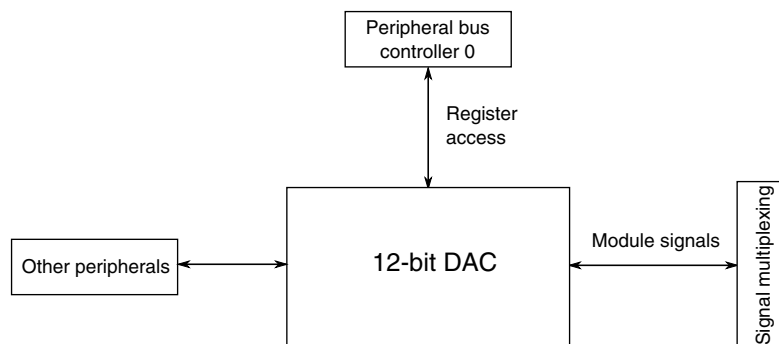 Peripheral bus
controller 0
Register
access
Other peripherals
12-bit DAC
Module signals
Signal multiplexing